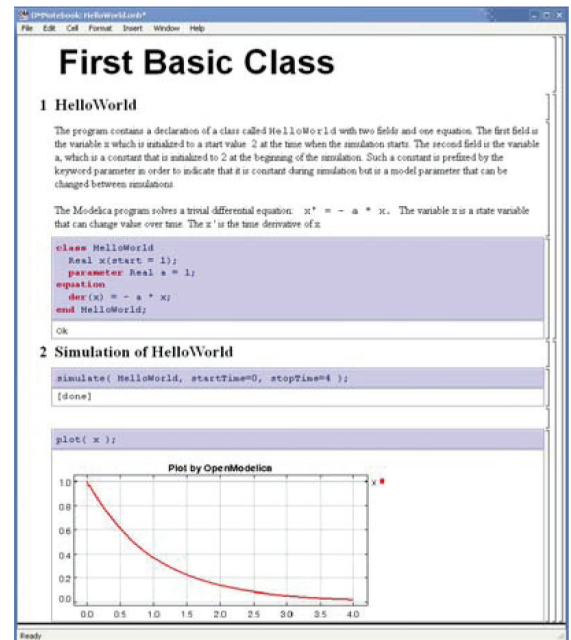 OMNotebook: HelloWorld.onb*
File Edit Cell Format Insert Window Help
First Basic Class
1 HelloWorld
The program contains a declaration of a class called HelloWorld with two fields and one equation. The first field is
the variable x which is initialized to a start value 2 at the time when the simulation starts. The second field is the variable
a, which is a constant that is initialized to 2 at the beginning of the simulation. Such a constant is prefixed by the
keyword parameter in order to indicate that it is constant during simulation but is a model parameter that can be
changed between simulations.
The Modelica program solves a trivial differential equation: x' = - a * x. The variable x is a state variable
that can change value over time. The x' is the time derivative of x.
class HelloWorld
Real x(start = 1);
parameter Real a = 1;
equation
der(x) = - a * x;
end HelloWorld;
Ok
2 Simulation of HelloWorld
simulate( HelloWorld, startTime=0, stopTime=4 );
[done]
plot( x );
Plot by OpenModelica
1.0
x
0.8
0.6
0.4
0.2
0.0
0.0 0.5 1.0 1.5 2.0 2.5 3.0 3.5 4.0
Ready